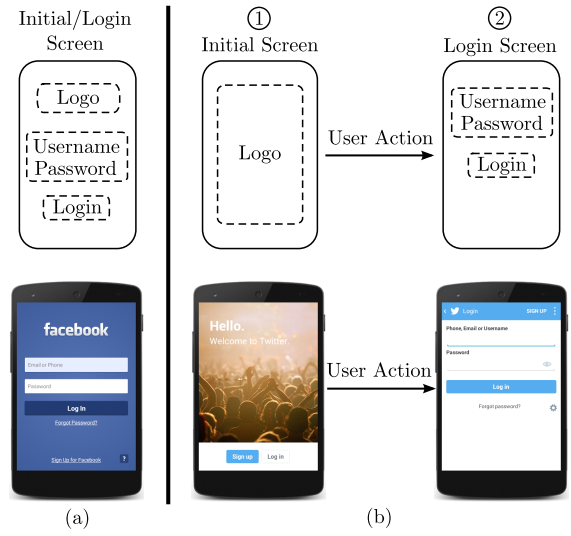 Initial/Login
Screen
Logo
Username
Password
Login
facebook
Email or Phone
Password
Log In
Forgot Password?
Sign Up for Facebook
?
(a)
1
Initial Screen
Logo
User Action
2
Login Screen
Username
Password
Login
Hello.
Welcome to Twitter.
Sign up
Log in
User Action
Login
SIGN UP
Phone, Email or Username
Password
Log in
Forgot password?
(b)